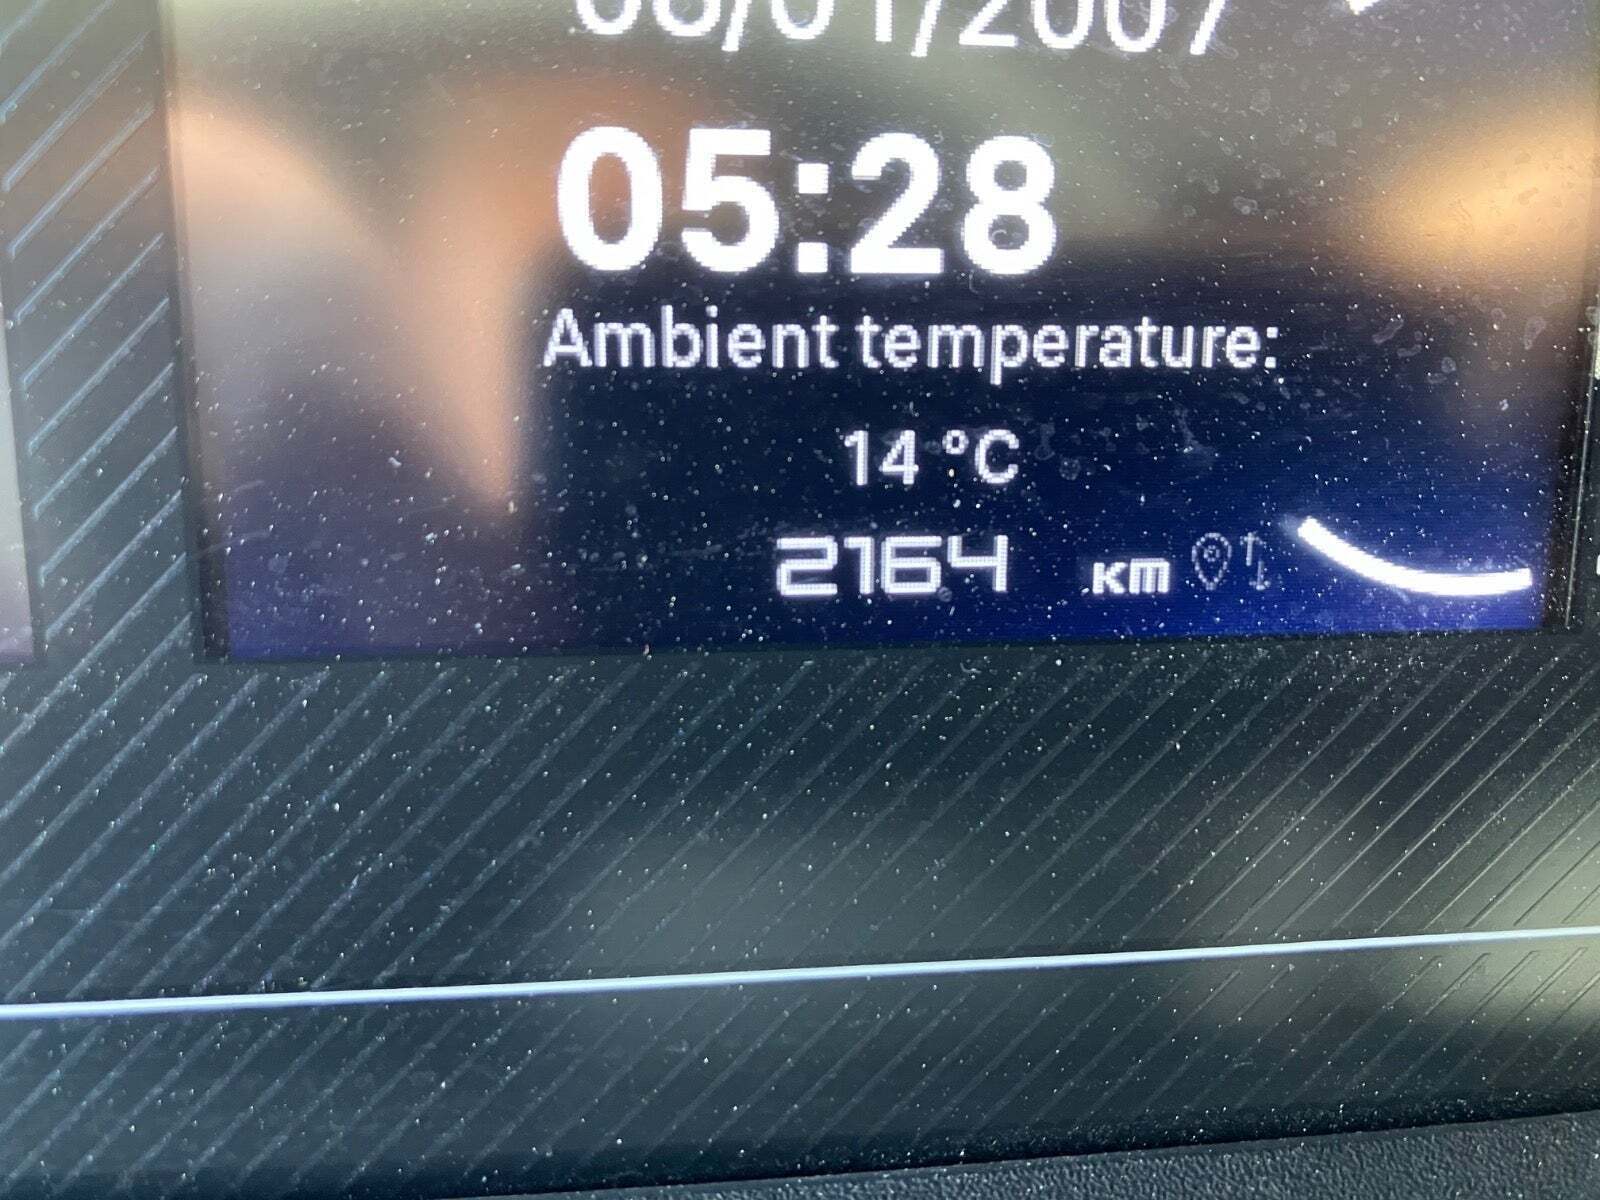 05:28
Ambient temperature:
14 °C
2164 km